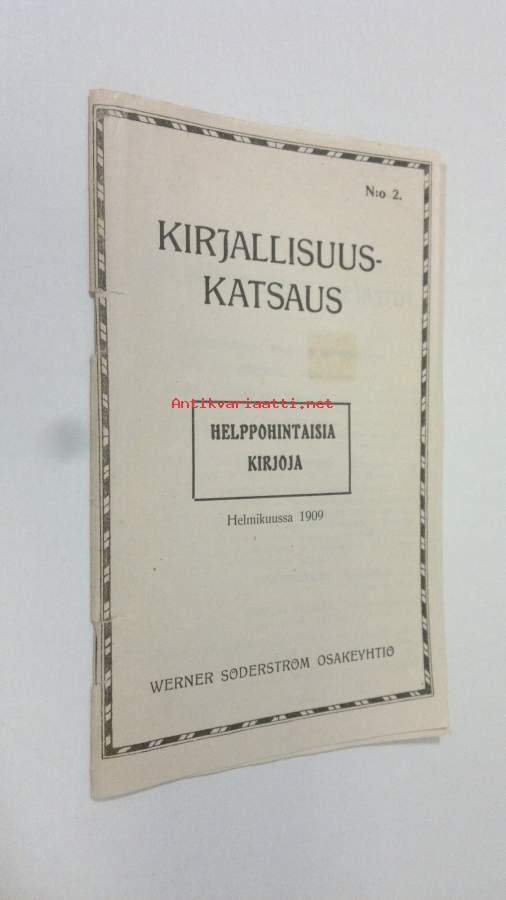 N:o 2.
KIRJALLISUUS-
KATSAUS
Antikvariaatti.net
HELPPOHINTAISIA
KIRJOJA
Helmikuussa 1909
WERNER SÖDERSTRÖM OSAKEYHTIÖ